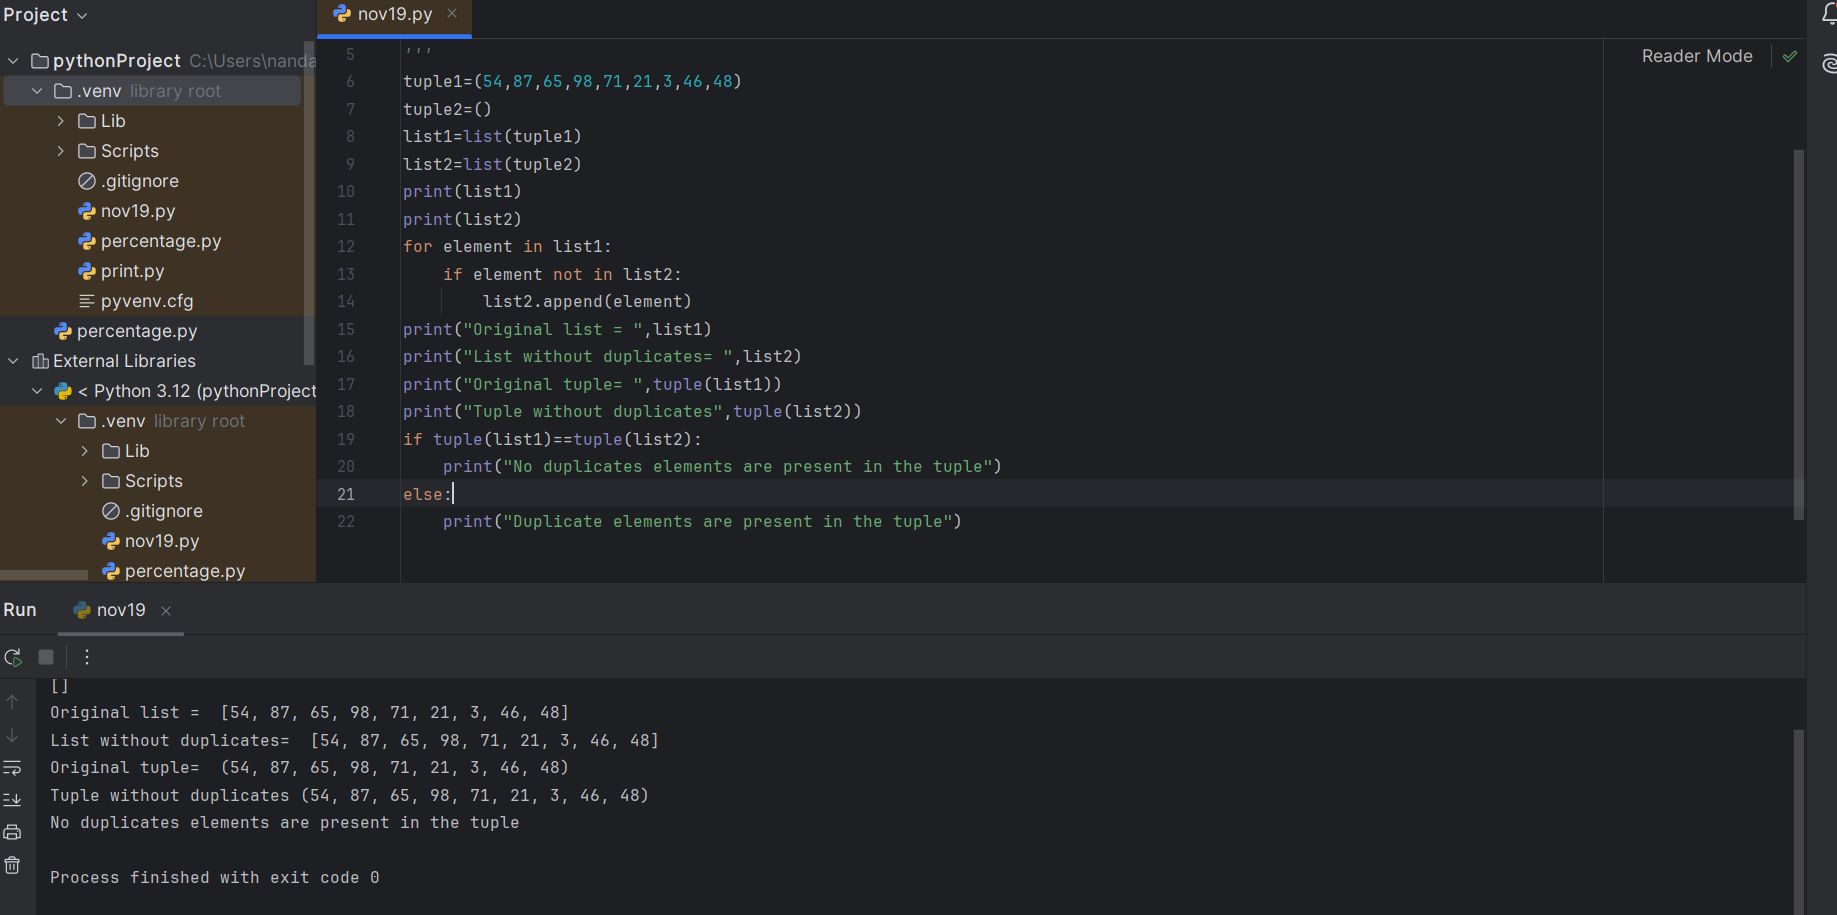 Project
pythonProject C:\Users\nanda
.venv library root
Lib
Scripts
.gitignore
nov19.py
percentage.py
print.py
pyvenv.cfg
percentage.py
External Libraries
< Python 3.12 (pythonProject
.venv library root
Lib
Scripts
.gitignore
nov19.py
percentage.py
nov19.py
Reader Mode
5 '''
6 tuple1=(54,87,65,98,71,21,3,46,48)
7 tuple2=()
8 list1=list(tuple1)
9 list2=list(tuple2)
10 print(list1)
11 print(list2)
12 for element in list1:
13     if element not in list2:
14         list2.append(element)
15 print("Original list = ",list1)
16 print("List without duplicates= ",list2)
17 print("Original tuple= ",tuple(list1))
18 print("Tuple without duplicates",tuple(list2))
19 if tuple(list1)==tuple(list2):
20     print("No duplicates elements are present in the tuple")
21 else:
22     print("Duplicate elements are present in the tuple")
Run nov19
[]
Original list =  [54, 87, 65, 98, 71, 21, 3, 46, 48]
List without duplicates=  [54, 87, 65, 98, 71, 21, 3, 46, 48]
Original tuple=  (54, 87, 65, 98, 71, 21, 3, 46, 48)
Tuple without duplicates (54, 87, 65, 98, 71, 21, 3, 46, 48)
No duplicates elements are present in the tuple
Process finished with exit code 0